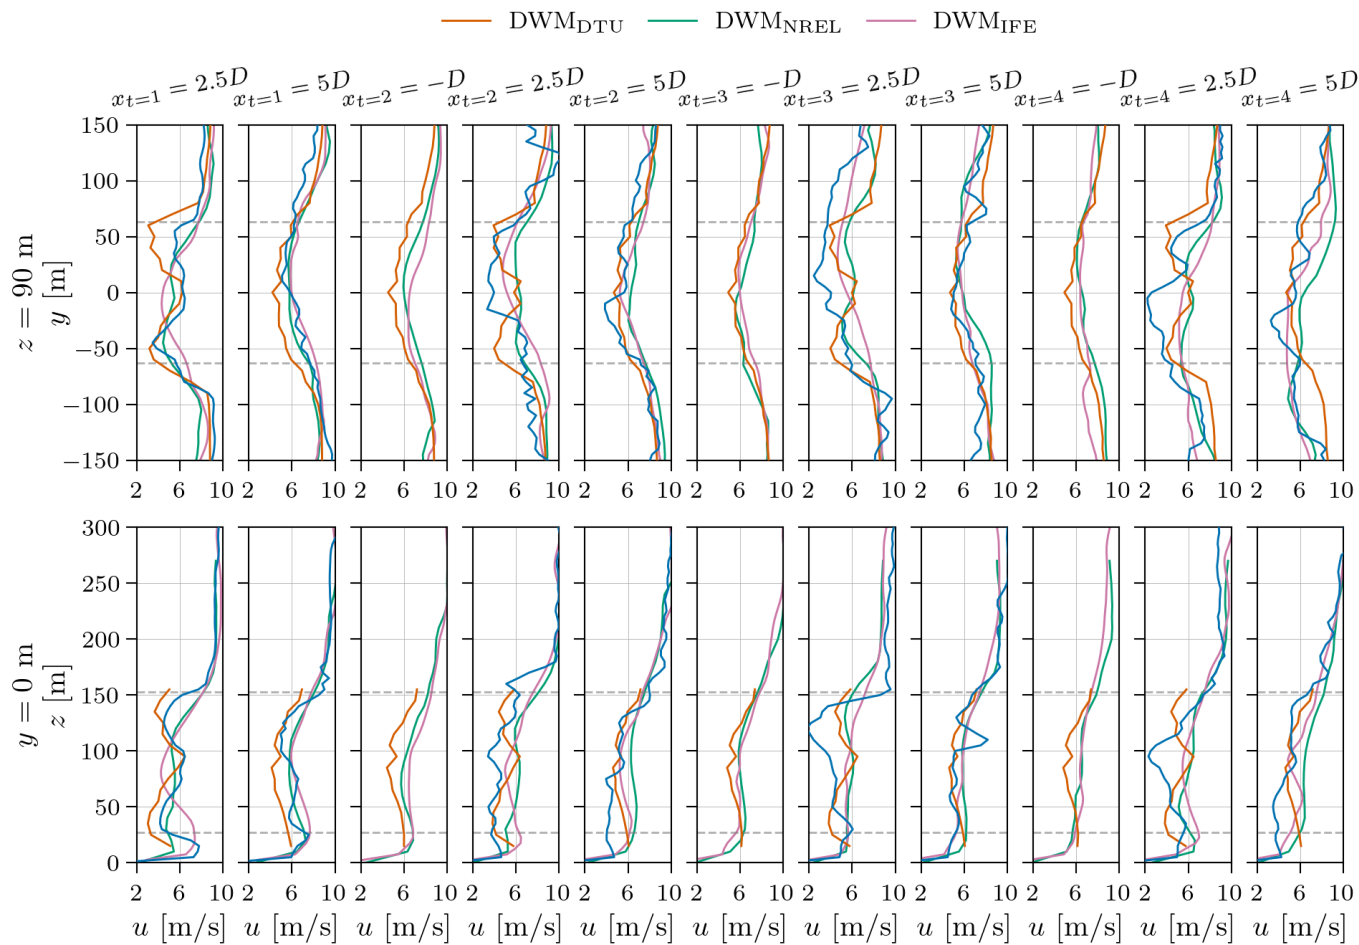 DWM_DTU DWM_NREL DWM_IFE
x_t=1 = 2.5D x_t=1 = 5D x_t=2 = −D x_t=2 = 2.5D x_t=2 = 5D x_t=3 = −D x_t=3 = 2.5D x_t=3 = 5D x_t=4 = −D x_t=4 = 2.5D x_t=4 = 5D
z = 90 m
y [m]
150
100
50
0
−50
−100
−150
2 6 10 2 6 10 2 6 10 2 6 10 2 6 10 2 6 10 2 6 10 2 6 10 2 6 10 2 6 10 2 6 10
y = 0 m
z [m]
300
250
200
150
100
50
0
2 6 10 2 6 10 2 6 10 2 6 10 2 6 10 2 6 10 2 6 10 2 6 10 2 6 10 2 6 10 2 6 10
u [m/s] u [m/s] u [m/s] u [m/s] u [m/s] u [m/s] u [m/s] u [m/s] u [m/s] u [m/s] u [m/s]